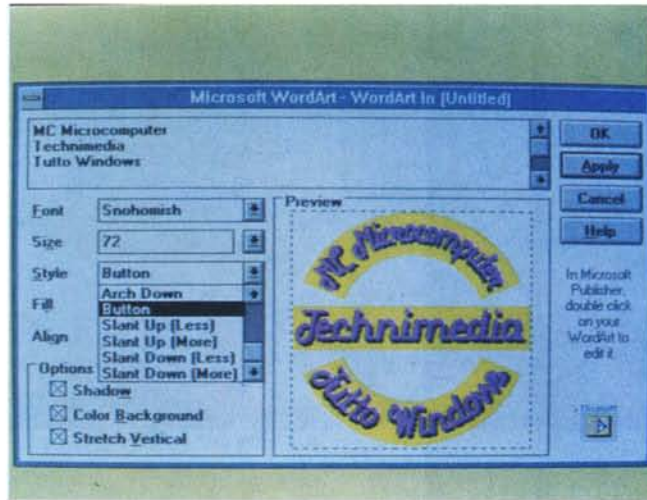 Microsoft WordArt - WordArt in (Untitled)
MC Microcomputer
Technimedia
Tutto Windows
OK
Apply
Cancel
Help
Font Snohomish
Size 72
Style Button
Arch Down
Button
Slant Up (Less)
Slant Up (More)
Slant Down (Less)
Slant Down (More)
Fill
Align
Options
Shadow
Color Background
Stretch Vertical
Preview
MC Microcomputer
Technimedia
Tutto Windows
In Microsoft
Publisher,
double click
on your
WordArt to
edit it.